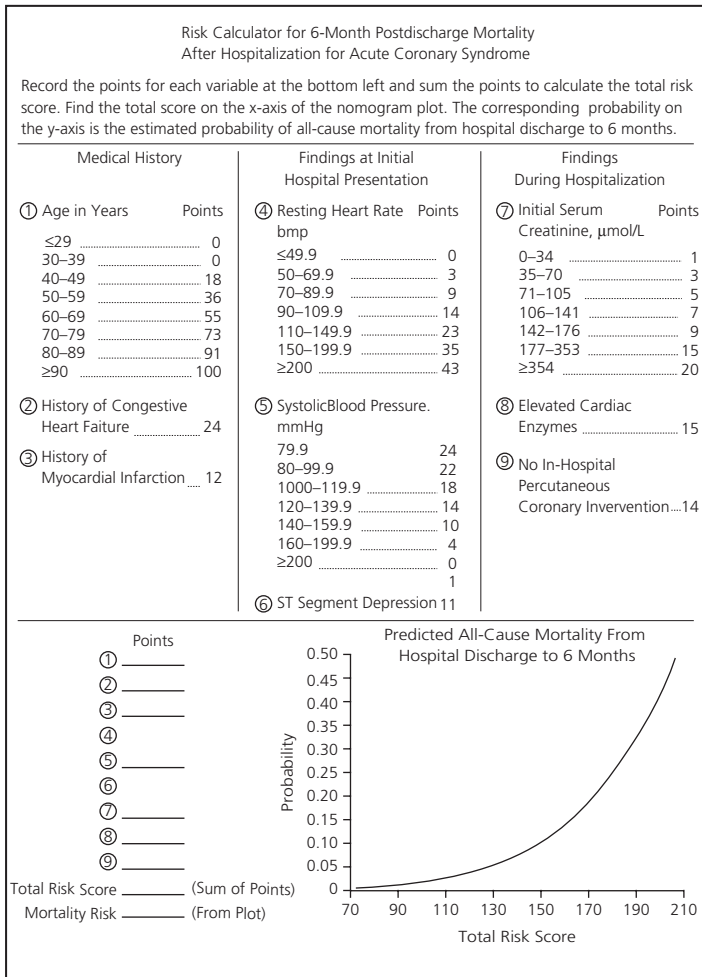 Risk Calculator for 6-Month Postdischarge Mortality
After Hospitalization for Acute Coronary Syndrome
Record the points for each variable at the bottom left and sum the points to calculate the total risk
score. Find the total score on the x-axis of the nomogram plot. The corresponding probability on
the y-axis is the estimated probability of all-cause mortality from hospital discharge to 6 months.
Medical History
① Age in Years Points
≤29 0
30–39 0
40–49 18
50–59 36
60–69 55
70–79 73
80–89 91
≥90 100
② History of Congestive
Heart Faiture 24
③ History of
Myocardial Infarction 12
Findings at Initial
Hospital Presentation
④ Resting Heart Rate Points
bmp
≤49.9 0
50–69.9 3
70–89.9 9
90–109.9 14
110–149.9 23
150–199.9 35
≥200 43
⑤ SystolicBlood Pressure.
mmHg
79.9 24
80–99.9 22
1000–119.9 18
120–139.9 14
140–159.9 10
160–199.9 4
≥200 0
1
⑥ ST Segment Depression 11
Findings
During Hospitalization
⑦ Initial Serum Points
Creatinine, μmol/L
0–34 1
35–70 3
71–105 5
106–141 7
142–176 9
177–353 15
≥354 20
⑧ Elevated Cardiac
Enzymes 15
⑨ No In-Hospital
Percutaneous
Coronary Invervention 14
Points
①
②
③
④
⑤
⑥
⑦
⑧
⑨
Total Risk Score (Sum of Points)
Mortality Risk (From Plot)
Predicted All-Cause Mortality From
Hospital Discharge to 6 Months
Probability
0.50
0.45
0.40
0.35
0.30
0.25
0.20
0.15
0.10
0.05
0
70 90 110 130 150 170 190 210
Total Risk Score